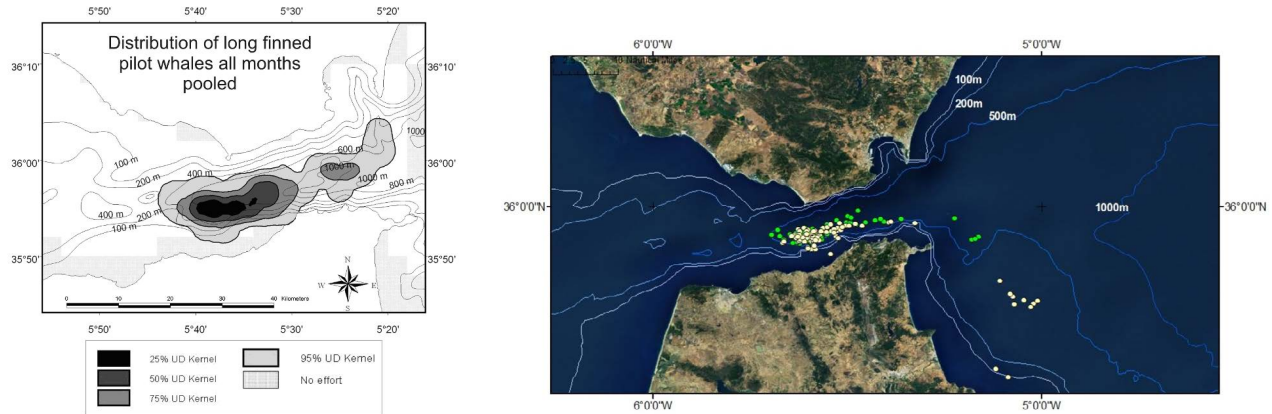 5°50' 5°40' 5°30' 5°20'
Distribution of long finned
pilot whales all months
pooled
36°10' 36°10'
36°00' 36°00'
35°50' 35°50'
100 m
200 m
400 m
600 m
1000
1000 m
1000 m
800 m
400 m
200 m
100 m
N
W E
S
0 10 20 30 40 Kilometers
5°50' 5°40' 5°30' 5°20'
25% UD Kernel
50% UD Kernel
75% UD Kernel
95% UD Kernel
No effort
6°0'0"W 5°0'0"W
100m
200m
500m
1000m
36°0'0"N 36°0'0"N
6°0'0"W 5°0'0"W